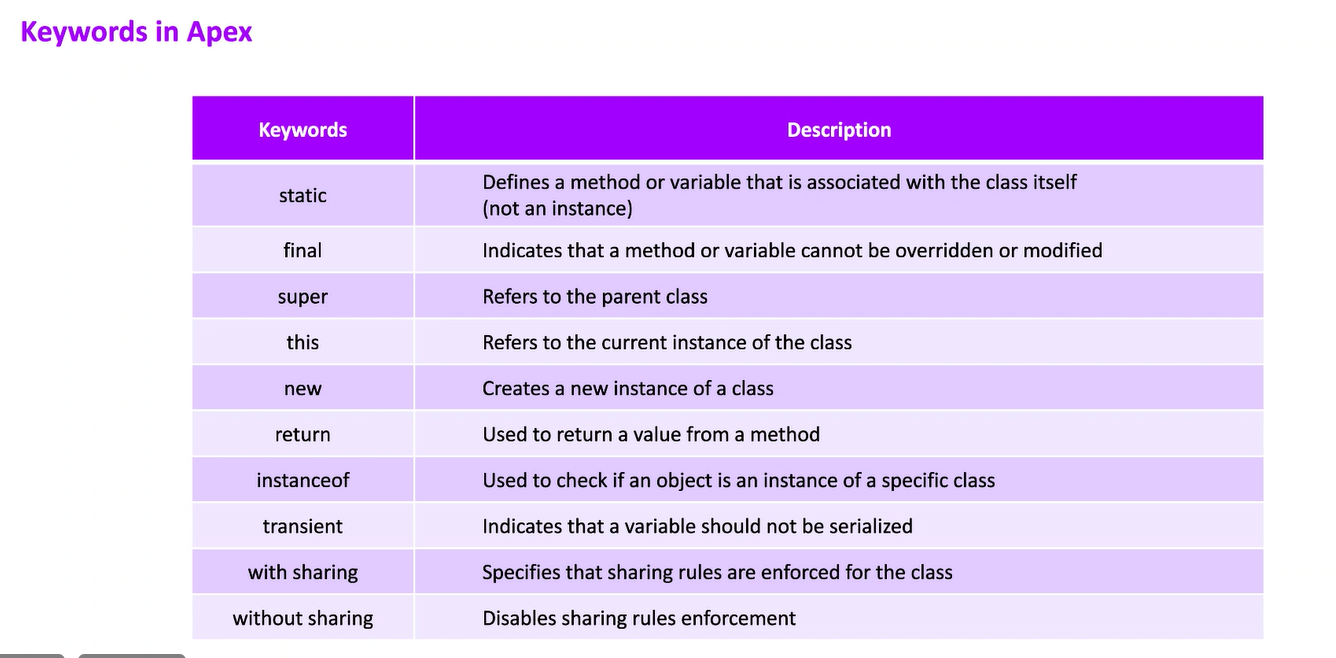 Keywords in Apex
Keywords Description
static Defines a method or variable that is associated with the class itself
(not an instance)
final Indicates that a method or variable cannot be overridden or modified
super Refers to the parent class
this Refers to the current instance of the class
new Creates a new instance of a class
return Used to return a value from a method
instanceof Used to check if an object is an instance of a specific class
transient Indicates that a variable should not be serialized
with sharing Specifies that sharing rules are enforced for the class
without sharing Disables sharing rules enforcement